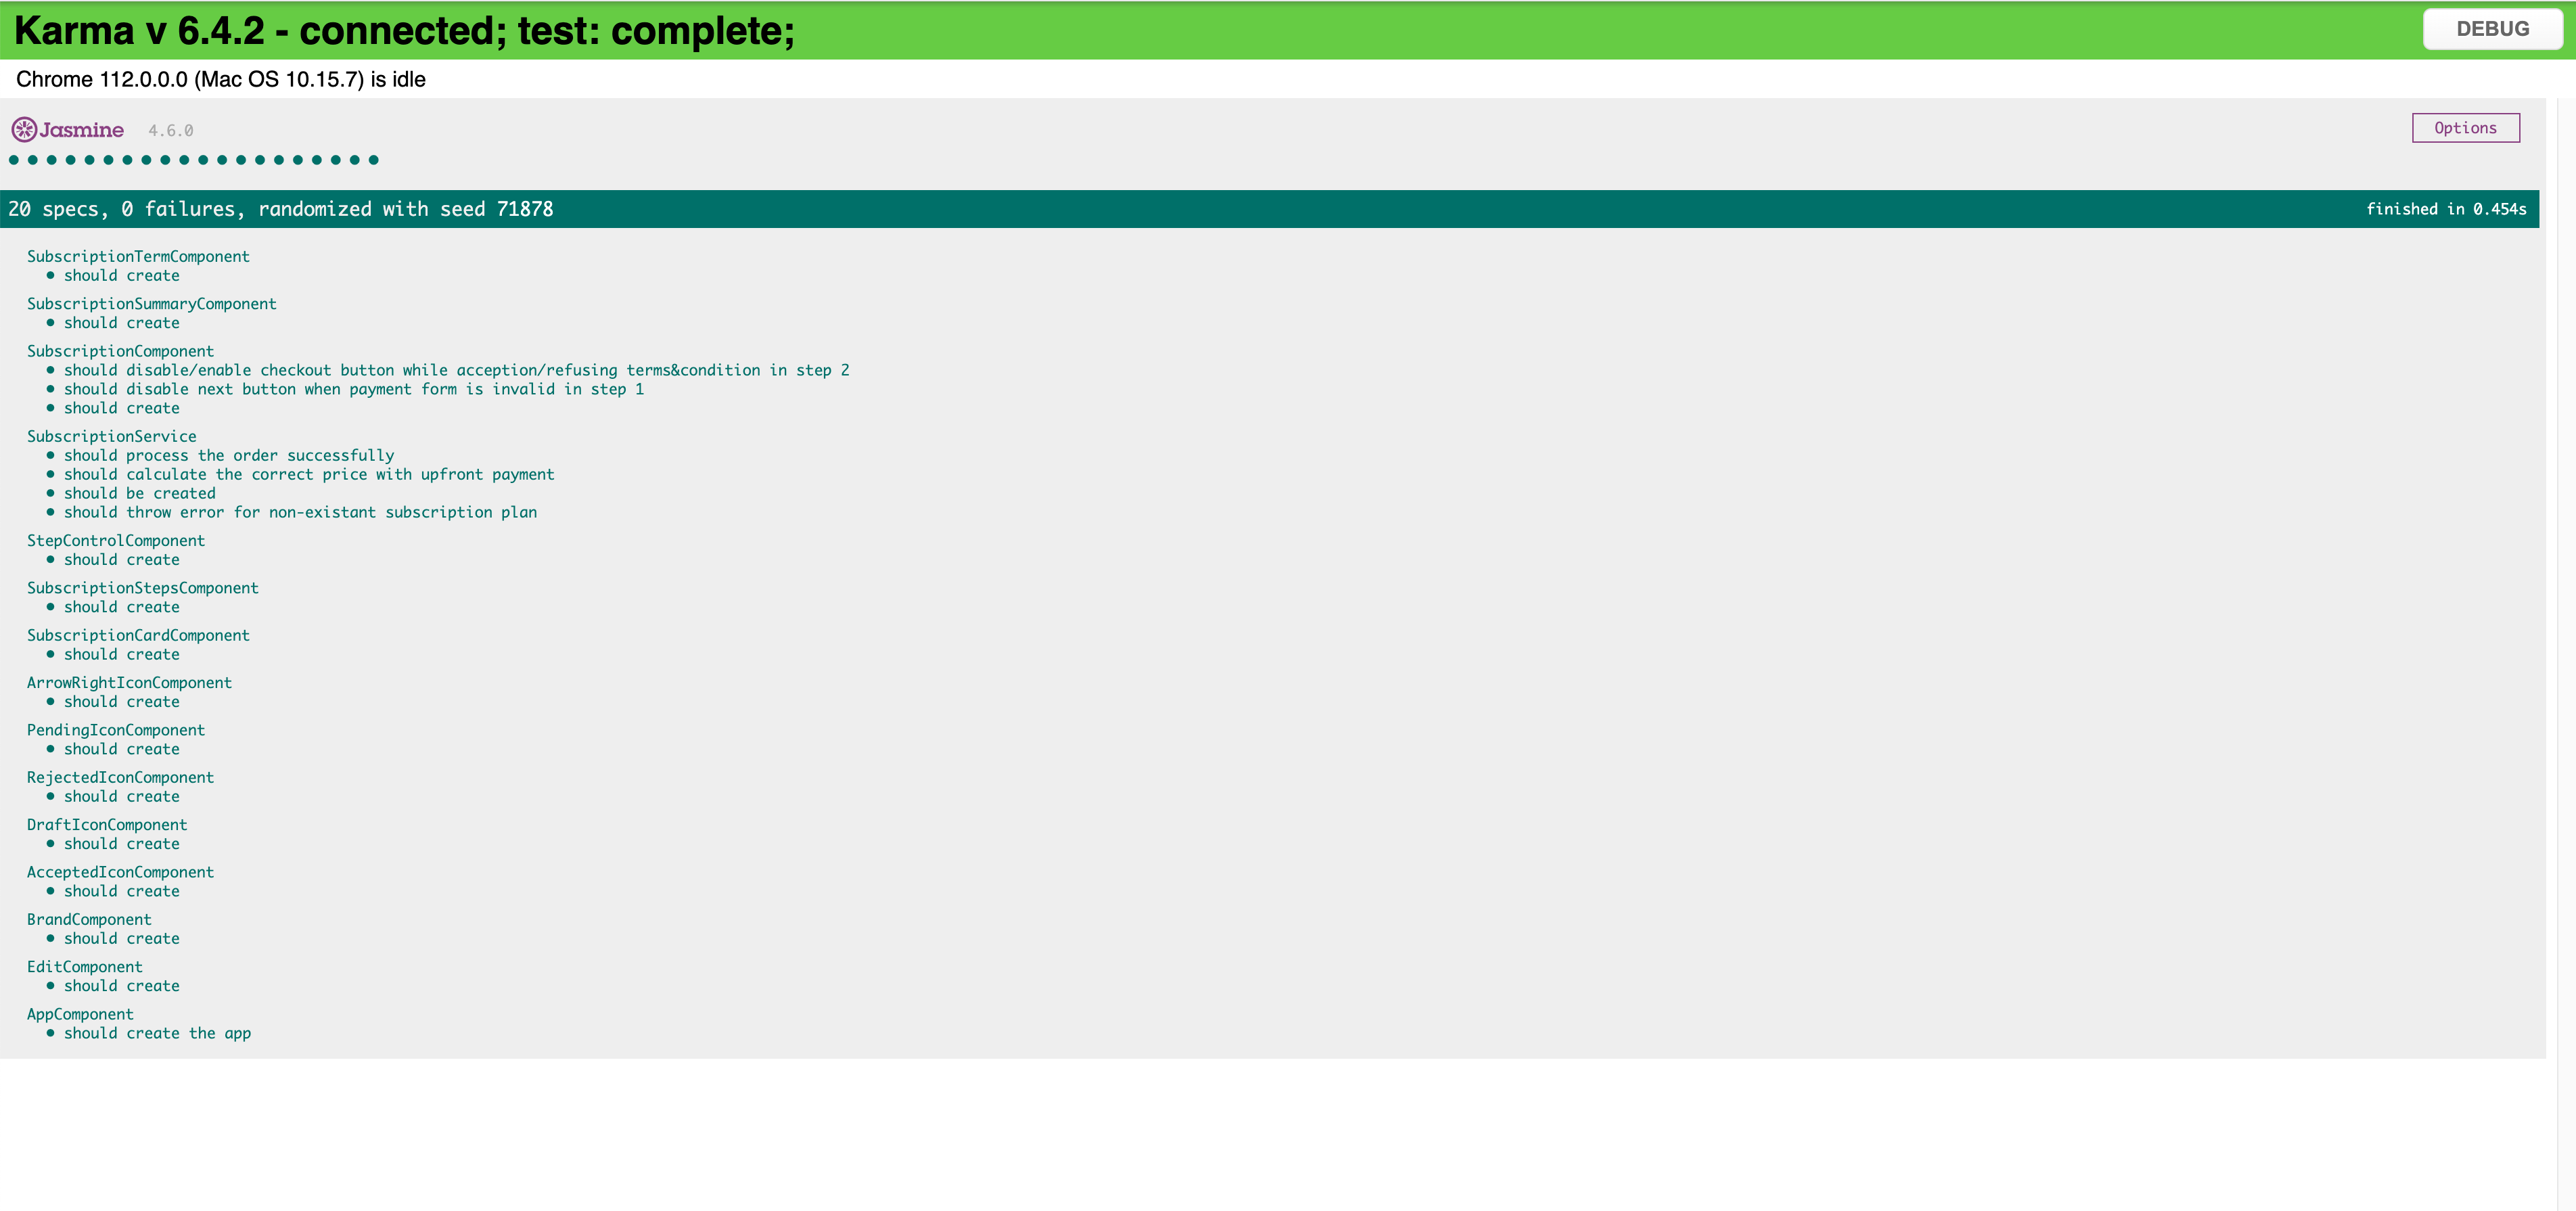 Karma v 6.4.2 - connected; test: complete;
DEBUG
Chrome 112.0.0.0 (Mac OS 10.15.7) is idle
Jasmine 4.6.0
Options
20 specs, 0 failures, randomized with seed 71878
finished in 0.454s
SubscriptionTermComponent
• should create
SubscriptionSummaryComponent
• should create
SubscriptionComponent
• should disable/enable checkout button while acception/refusing terms&condition in step 2
• should disable next button when payment form is invalid in step 1
• should create
SubscriptionService
• should process the order successfully
• should calculate the correct price with upfront payment
• should be created
• should throw error for non-existant subscription plan
StepControlComponent
• should create
SubscriptionStepsComponent
• should create
SubscriptionCardComponent
• should create
ArrowRightIconComponent
• should create
PendingIconComponent
• should create
RejectedIconComponent
• should create
DraftIconComponent
• should create
AcceptedIconComponent
• should create
BrandComponent
• should create
EditComponent
• should create
AppComponent
• should create the app